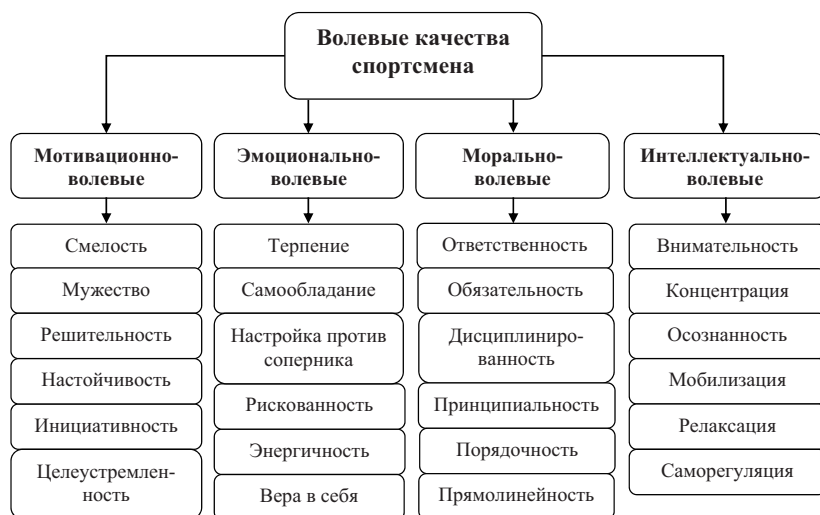 Волевые качества
спортсмена
Мотивационно-
волевые
Смелость
Мужество
Решительность
Настойчивость
Инициативность
Целеустремлен-
ность
Эмоционально-
волевые
Терпение
Самообладание
Настройка против
соперника
Рискованность
Энергичность
Вера в себя
Морально-
волевые
Ответственность
Обязательность
Дисциплиниро-
ванность
Принципиальность
Порядочность
Прямолинейность
Интеллектуально-
волевые
Внимательность
Концентрация
Осознанность
Мобилизация
Релаксация
Саморегуляция